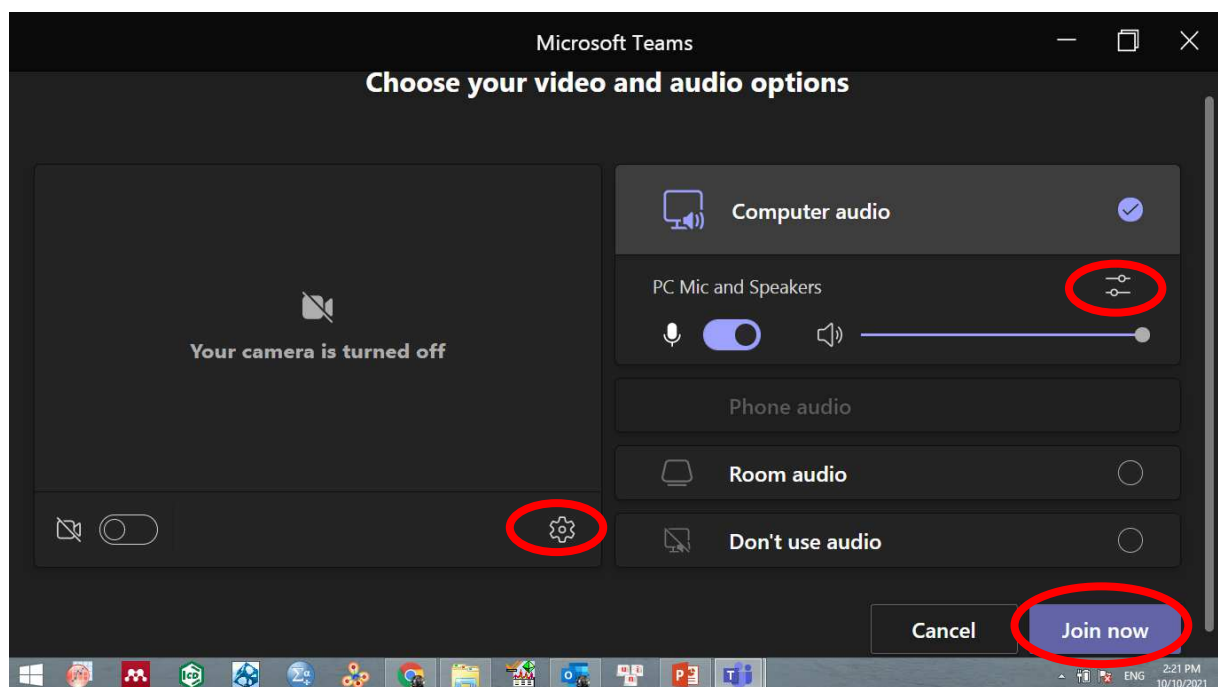 Microsoft Teams
Choose your video and audio options
Your camera is turned off
Computer audio
PC Mic and Speakers
Phone audio
Room audio
Don't use audio
Cancel
Join now
ENG
2:21 PM
10/10/2021